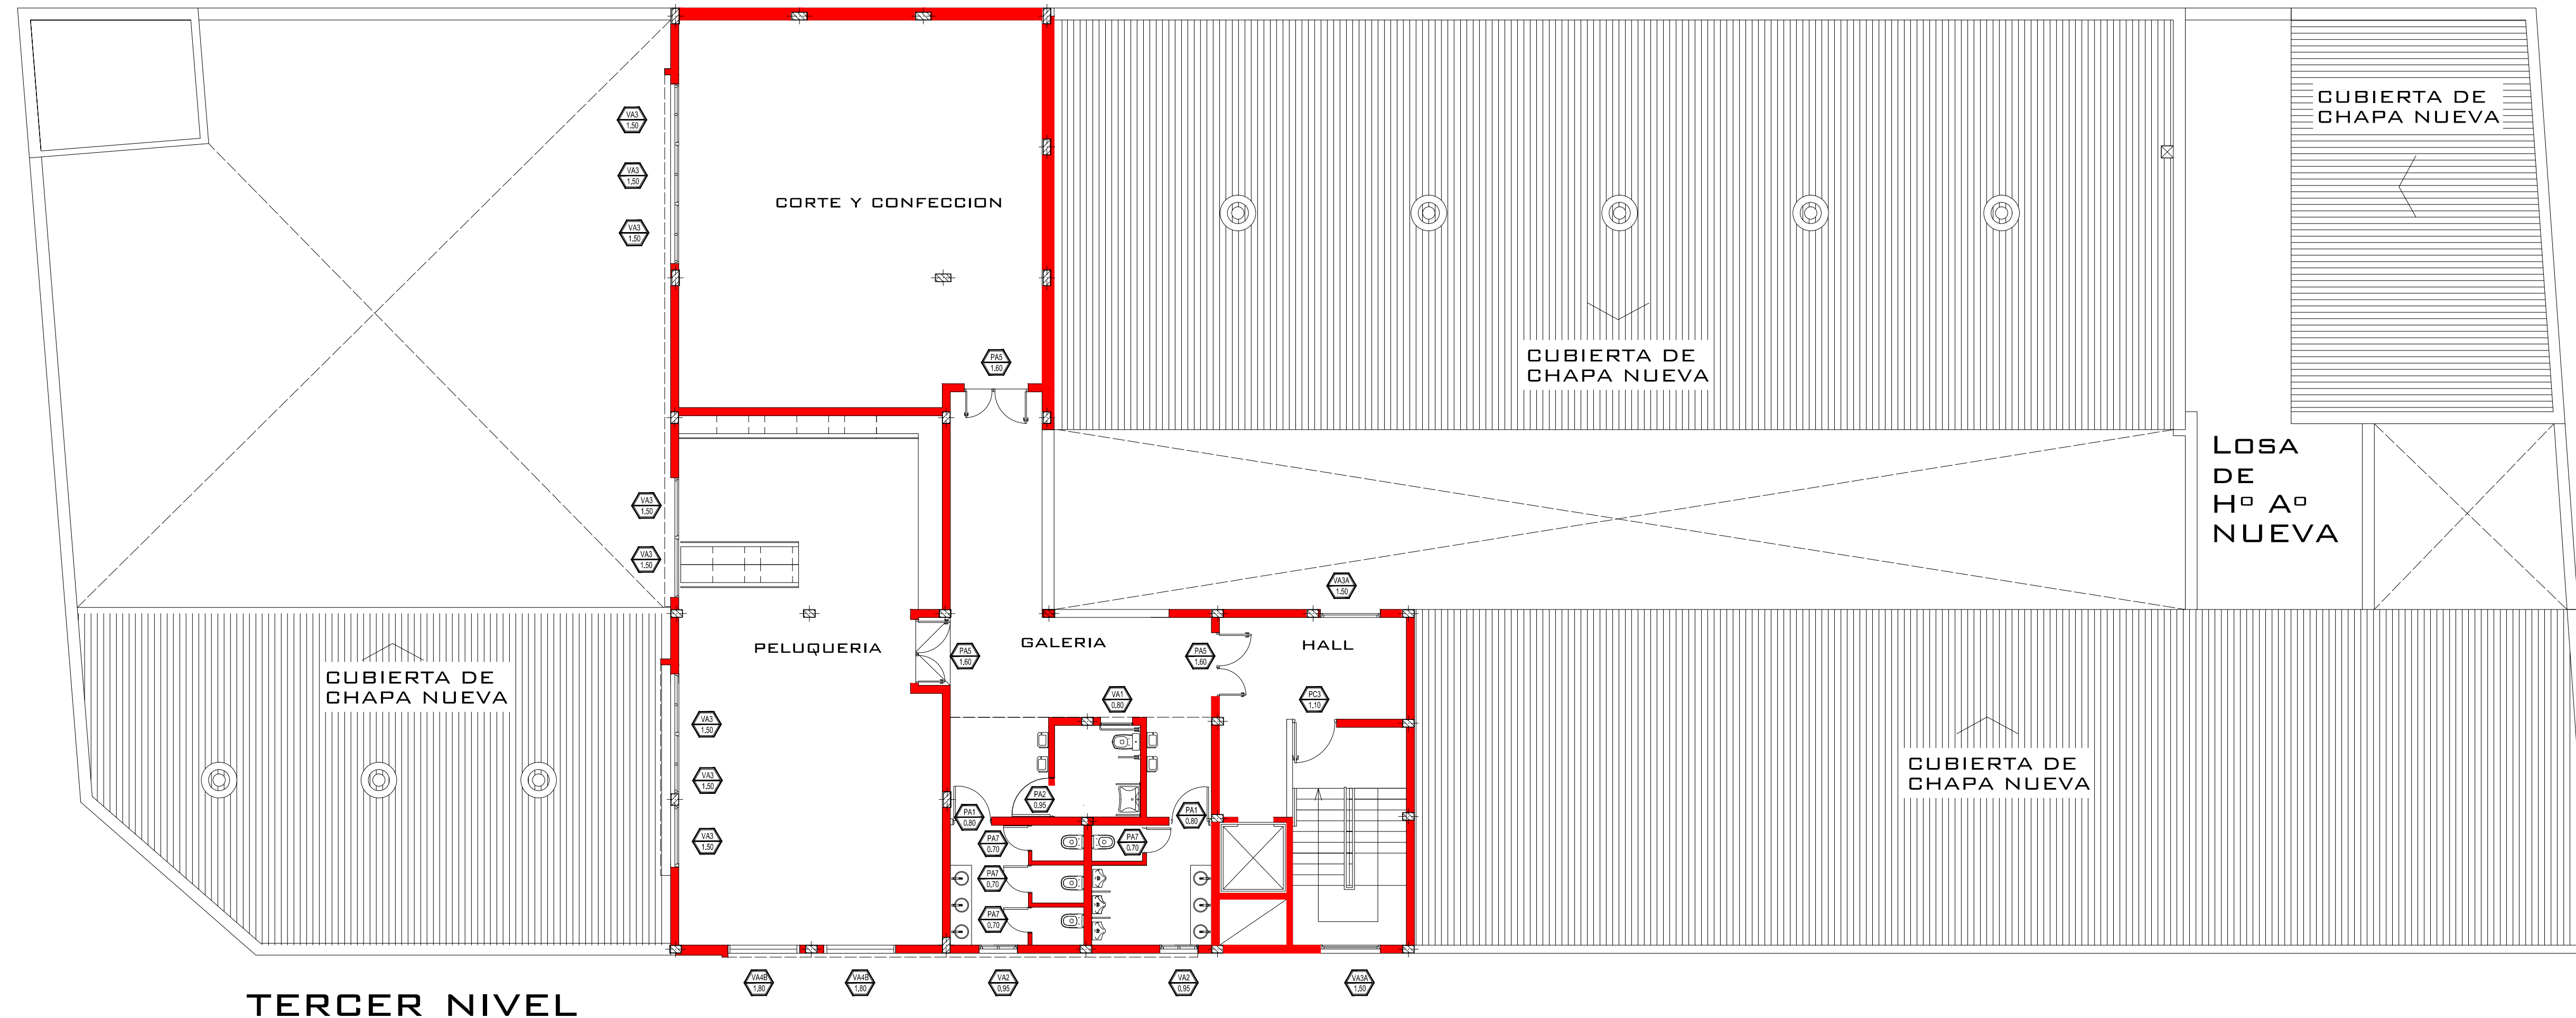 CUBIERTA DE
CHAPA NUEVA
VA3
1.50
VA3
1.50
VA3
1.50
CORTE Y CONFECCION
PA5
1.60
CUBIERTA DE
CHAPA NUEVA
LOSA
DE
Hº Aº
NUEVA
VA3
1.50
VA3
1.50
VA3A
1.50
PELUQUERIA
GALERIA
HALL
PA5
1.60
PA5
1.60
CUBIERTA DE
CHAPA NUEVA
VA1
0.80
PC3
1.10
VA3
1.50
VA3
1.50
VA3
1.50
CUBIERTA DE
CHAPA NUEVA
PA2
0.95
PA1
0.80
PA1
0.80
PA7
0.70
PA7
0.70
PA7
0.70
PA7
0.70
VA4B
1.80
VA4B
1.80
VA2
0.95
VA2
0.95
VA3A
1.50
TERCER NIVEL